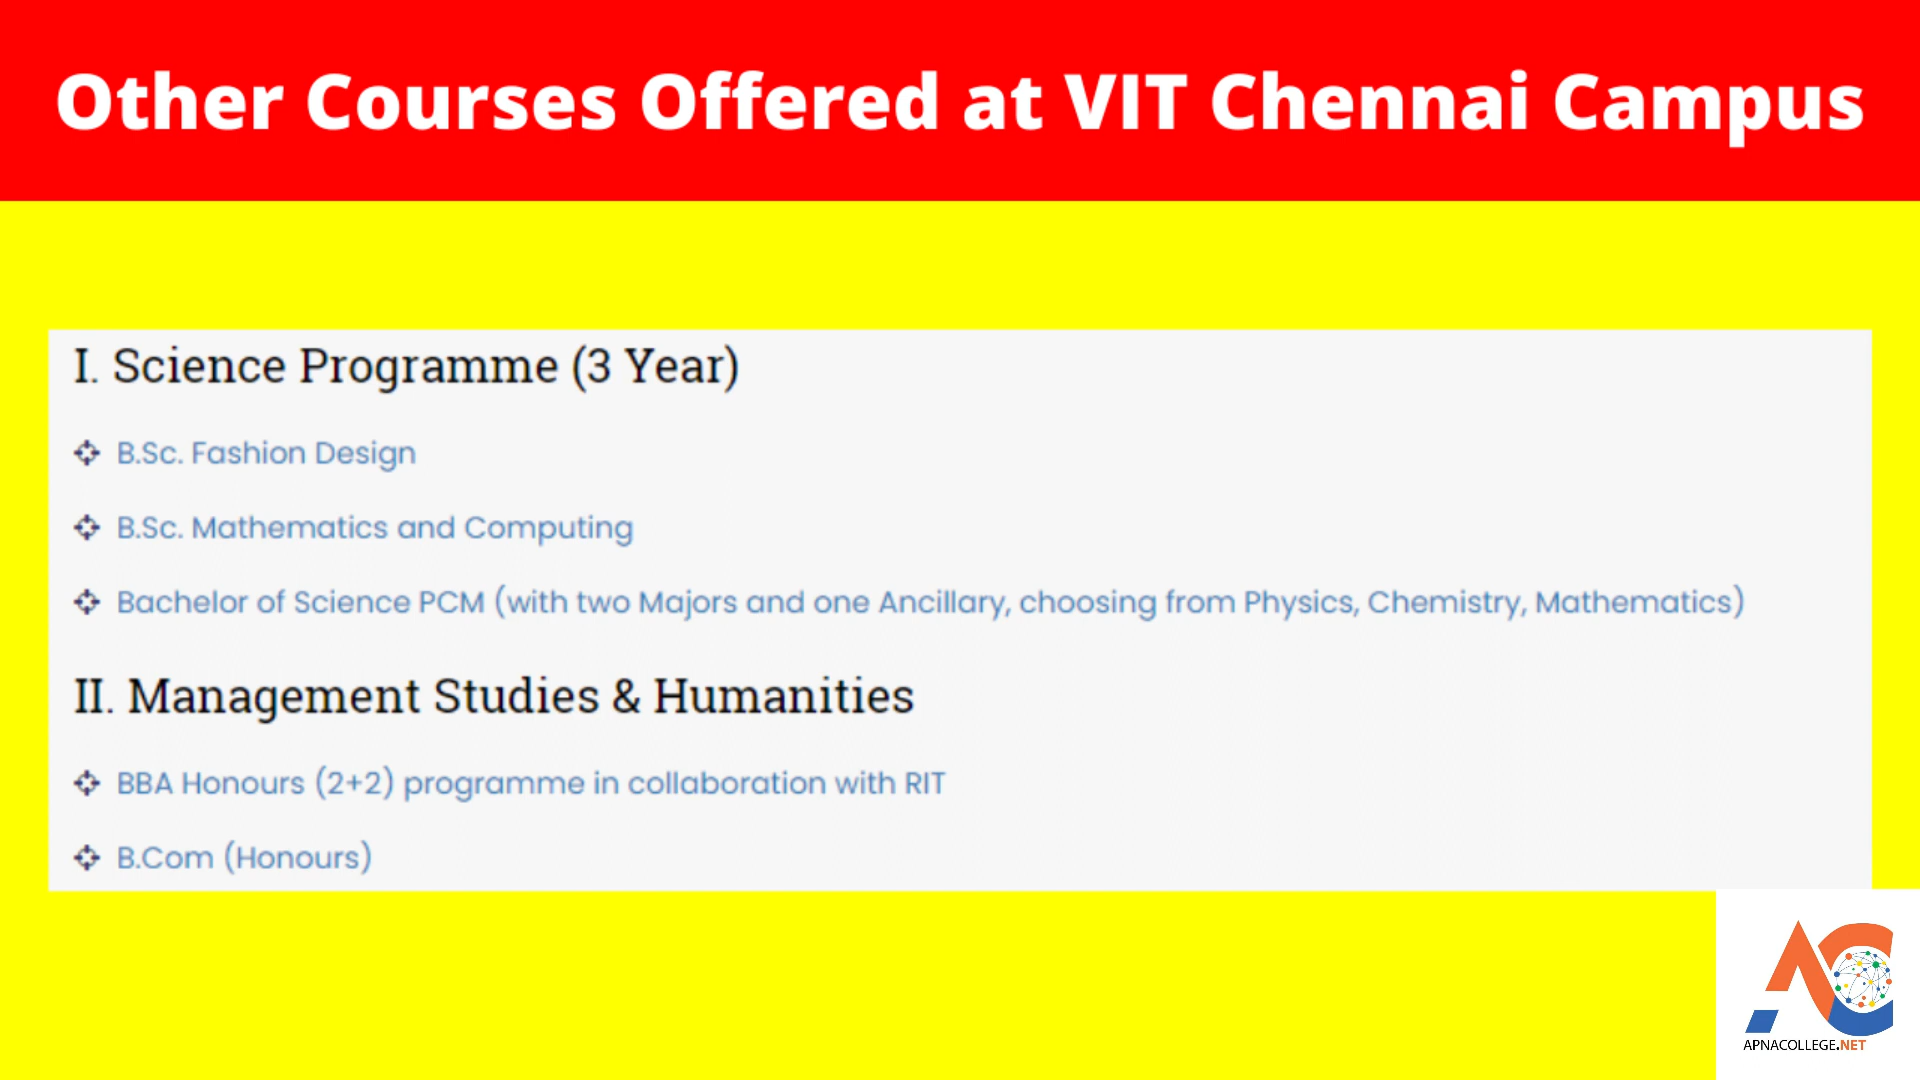 Other Courses Offered at VIT Chennai Campus
I. Science Programme (3 Year)
B.Sc. Fashion Design
B.Sc. Mathematics and Computing
Bachelor of Science PCM (with two Majors and one Ancillary, choosing from Physics, Chemistry, Mathematics)
II. Management Studies & Humanities
BBA Honours (2+2) programme in collaboration with RIT
B.Com (Honours)
AC
APNACOLLEGE.NET